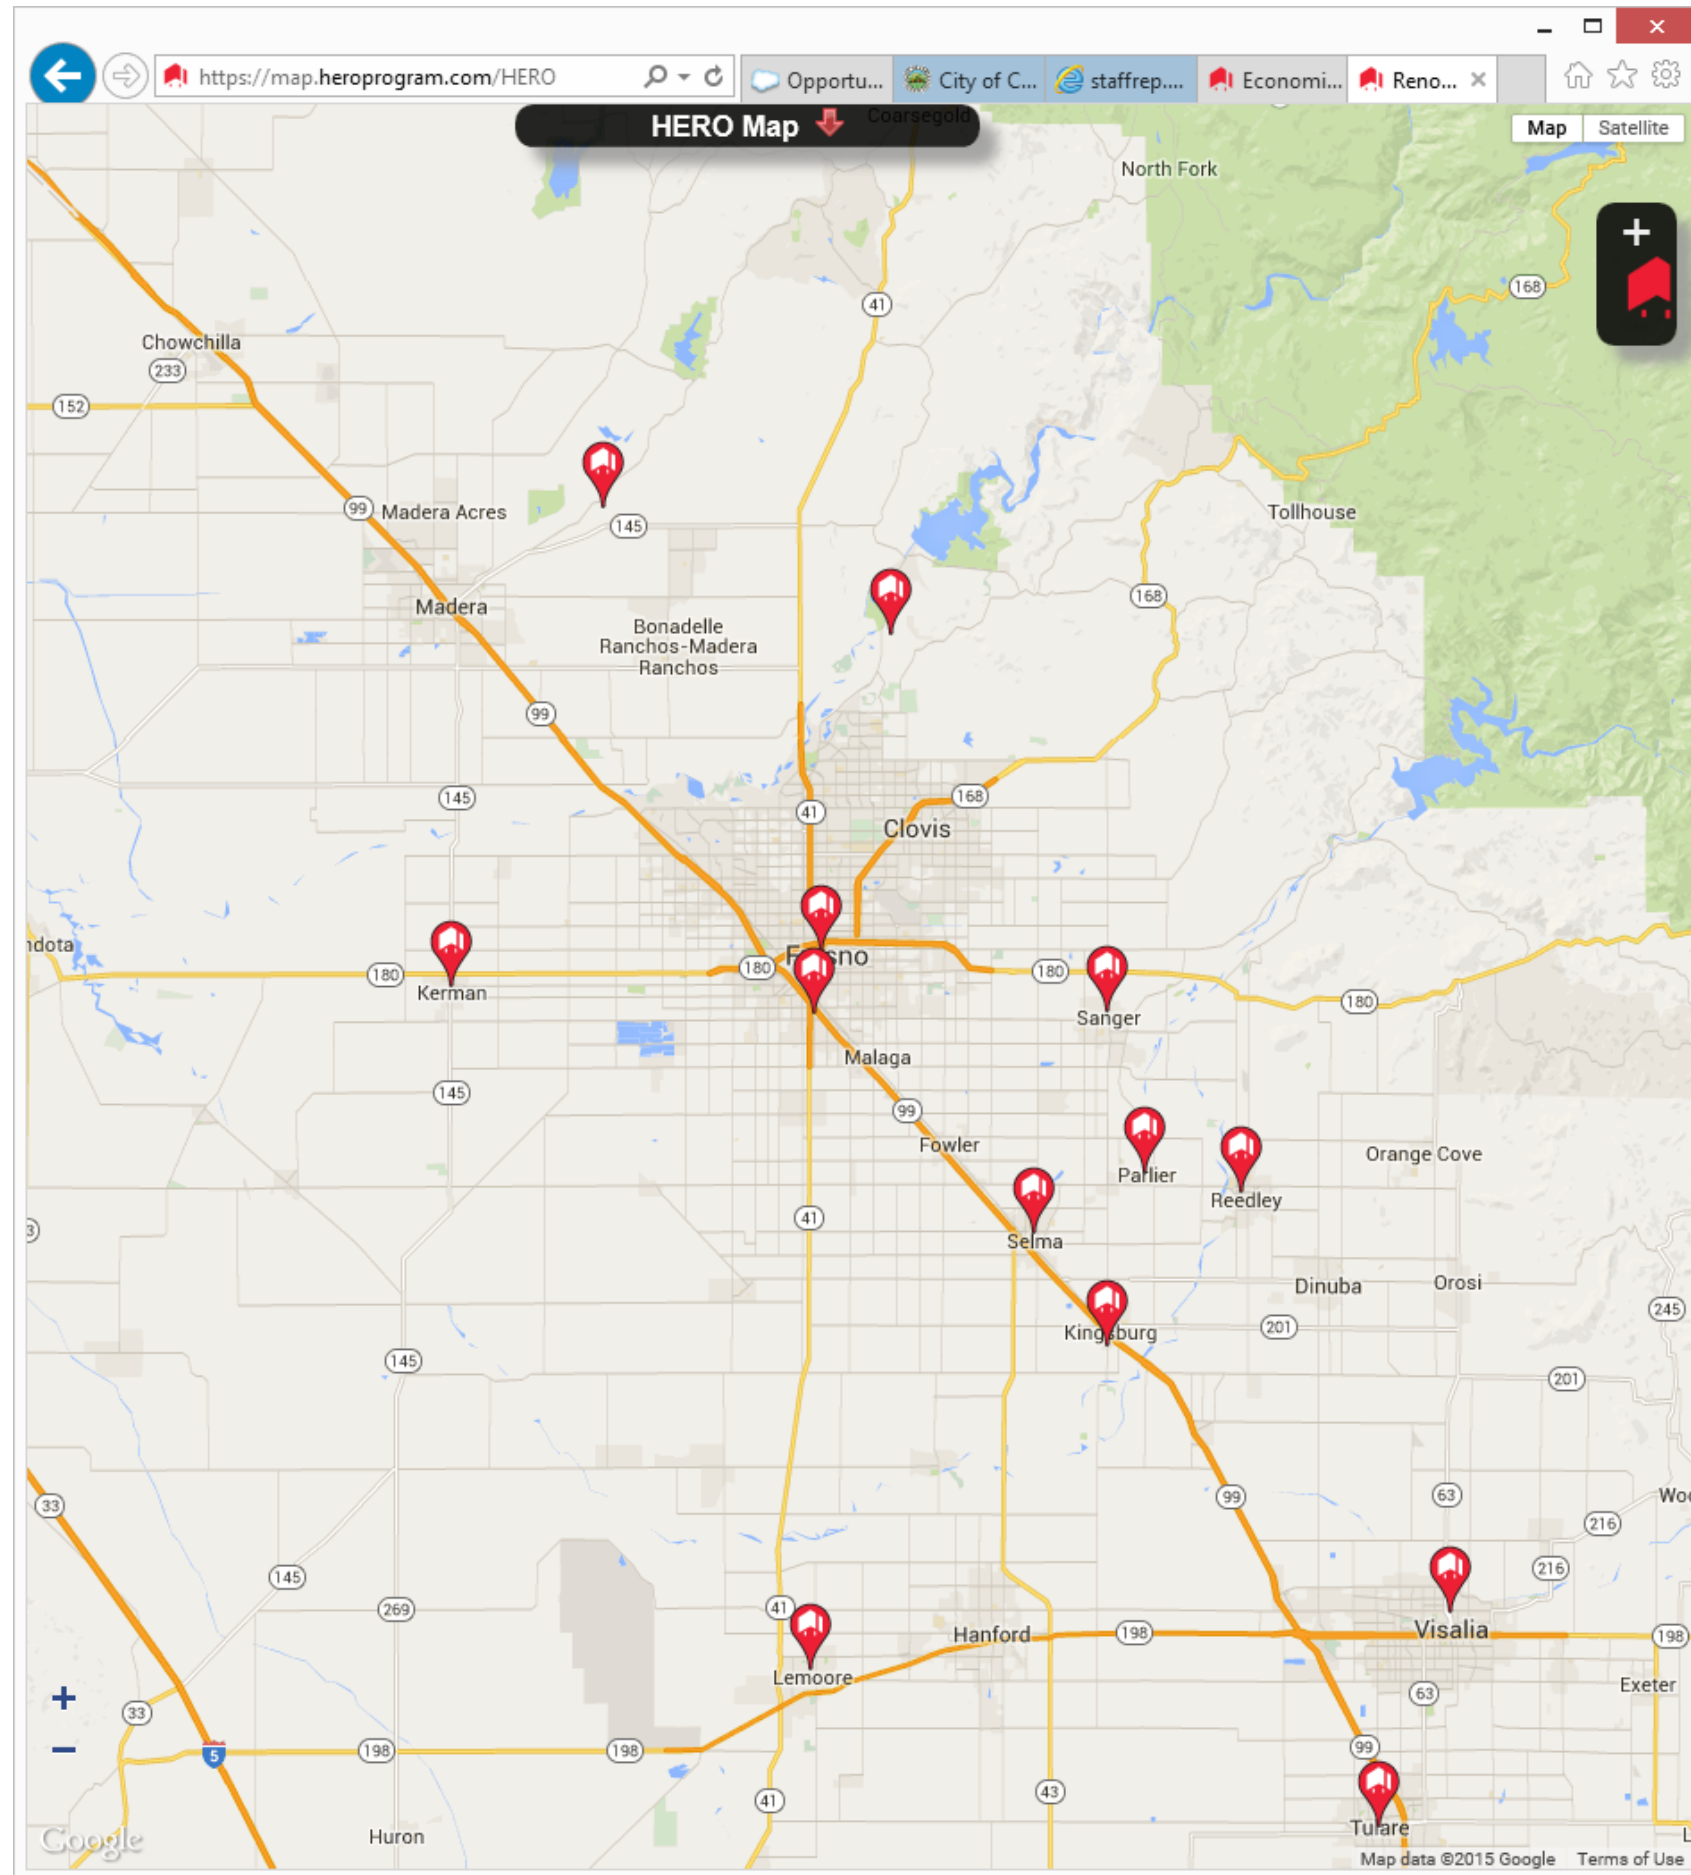 https://map.heroprogram.com/HERO
Opportu...
City of C...
staffrep....
Economi...
Reno...
HERO Map
Coarsegold
Map
Satellite
North Fork
+
168
41
Chowchilla
233
152
99
Madera Acres
145
Tollhouse
168
Madera
Bonadelle
Ranchos-Madera
Ranchos
99
145
41
168
Clovis
ndota
180
Kerman
180
Fresno
180
Sanger
180
Malaga
145
99
Fowler
Parlier
Reedley
Orange Cove
41
3
Selma
Dinuba
Orosi
245
Kingsburg
201
145
201
33
99
63
Woo
216
145
216
269
41
Hanford
198
Visalia
198
Lemoore
63
Exeter
+
33
−
5
198
198
99
41
43
Tulare
Google
Huron
L
Map data ©2015 Google
Terms of Use